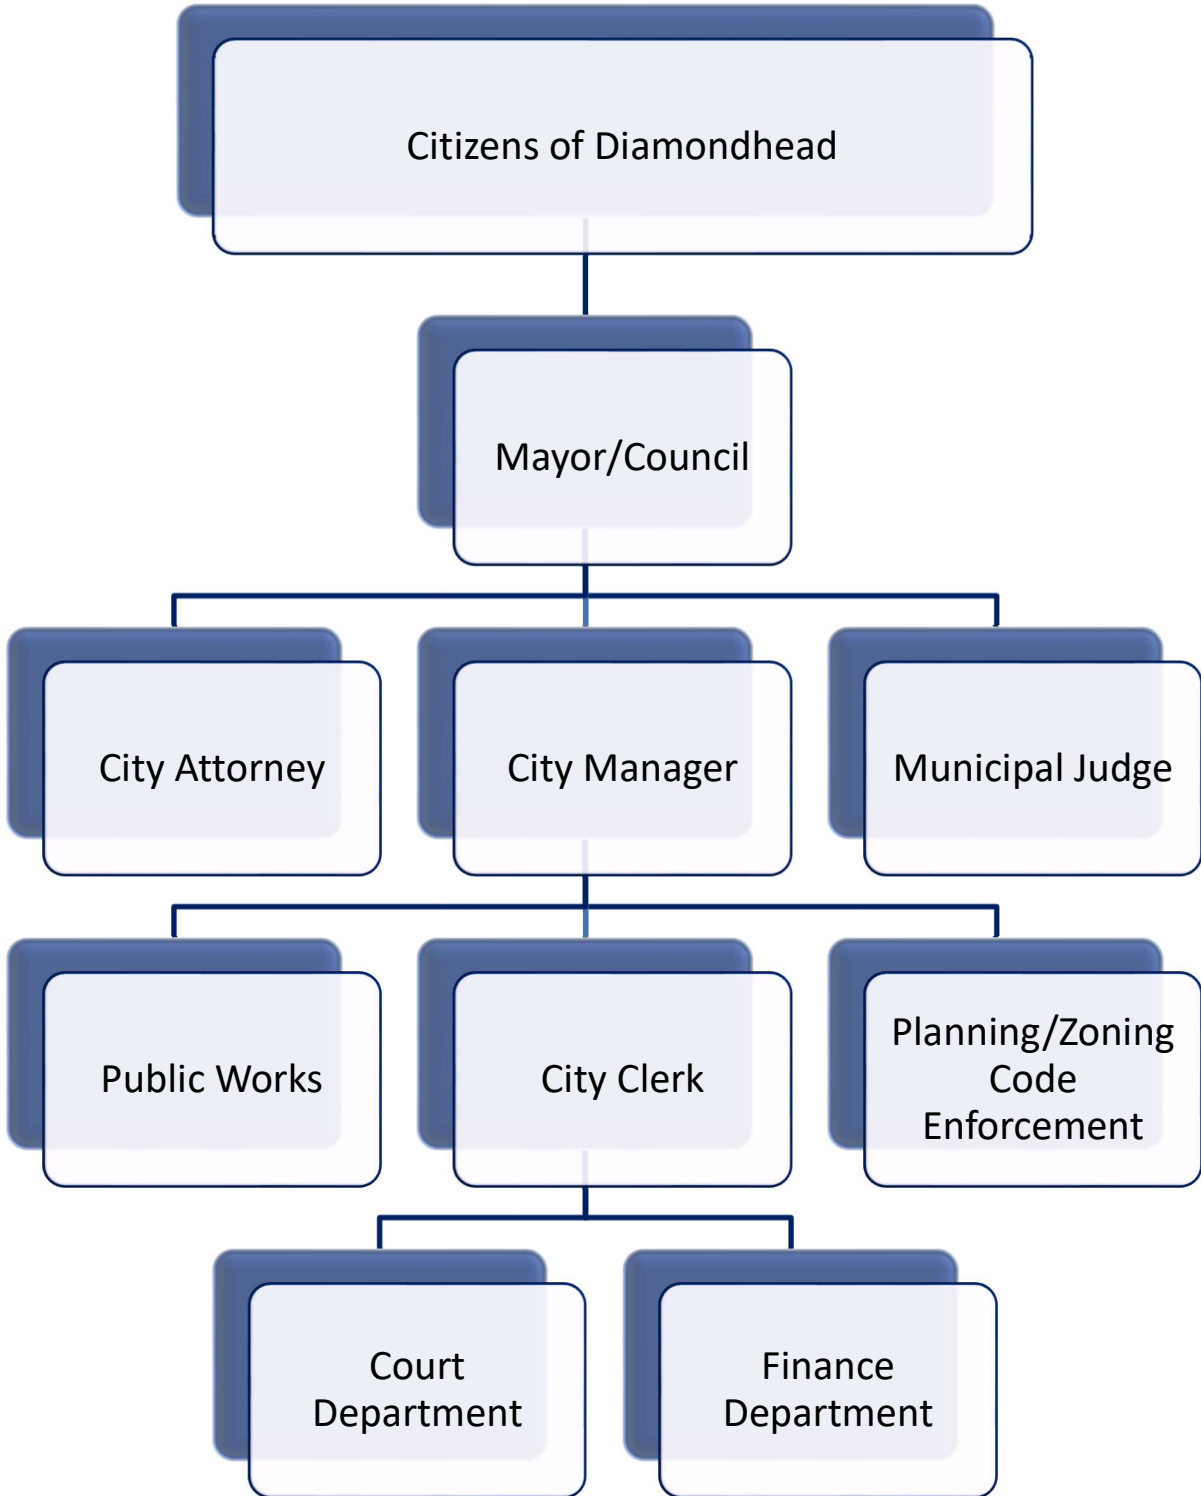 Citizens of Diamondhead
Mayor/Council
City Attorney
City Manager
Municipal Judge
Public Works
City Clerk
Planning/Zoning
Code
Enforcement
Court
Department
Finance
Department